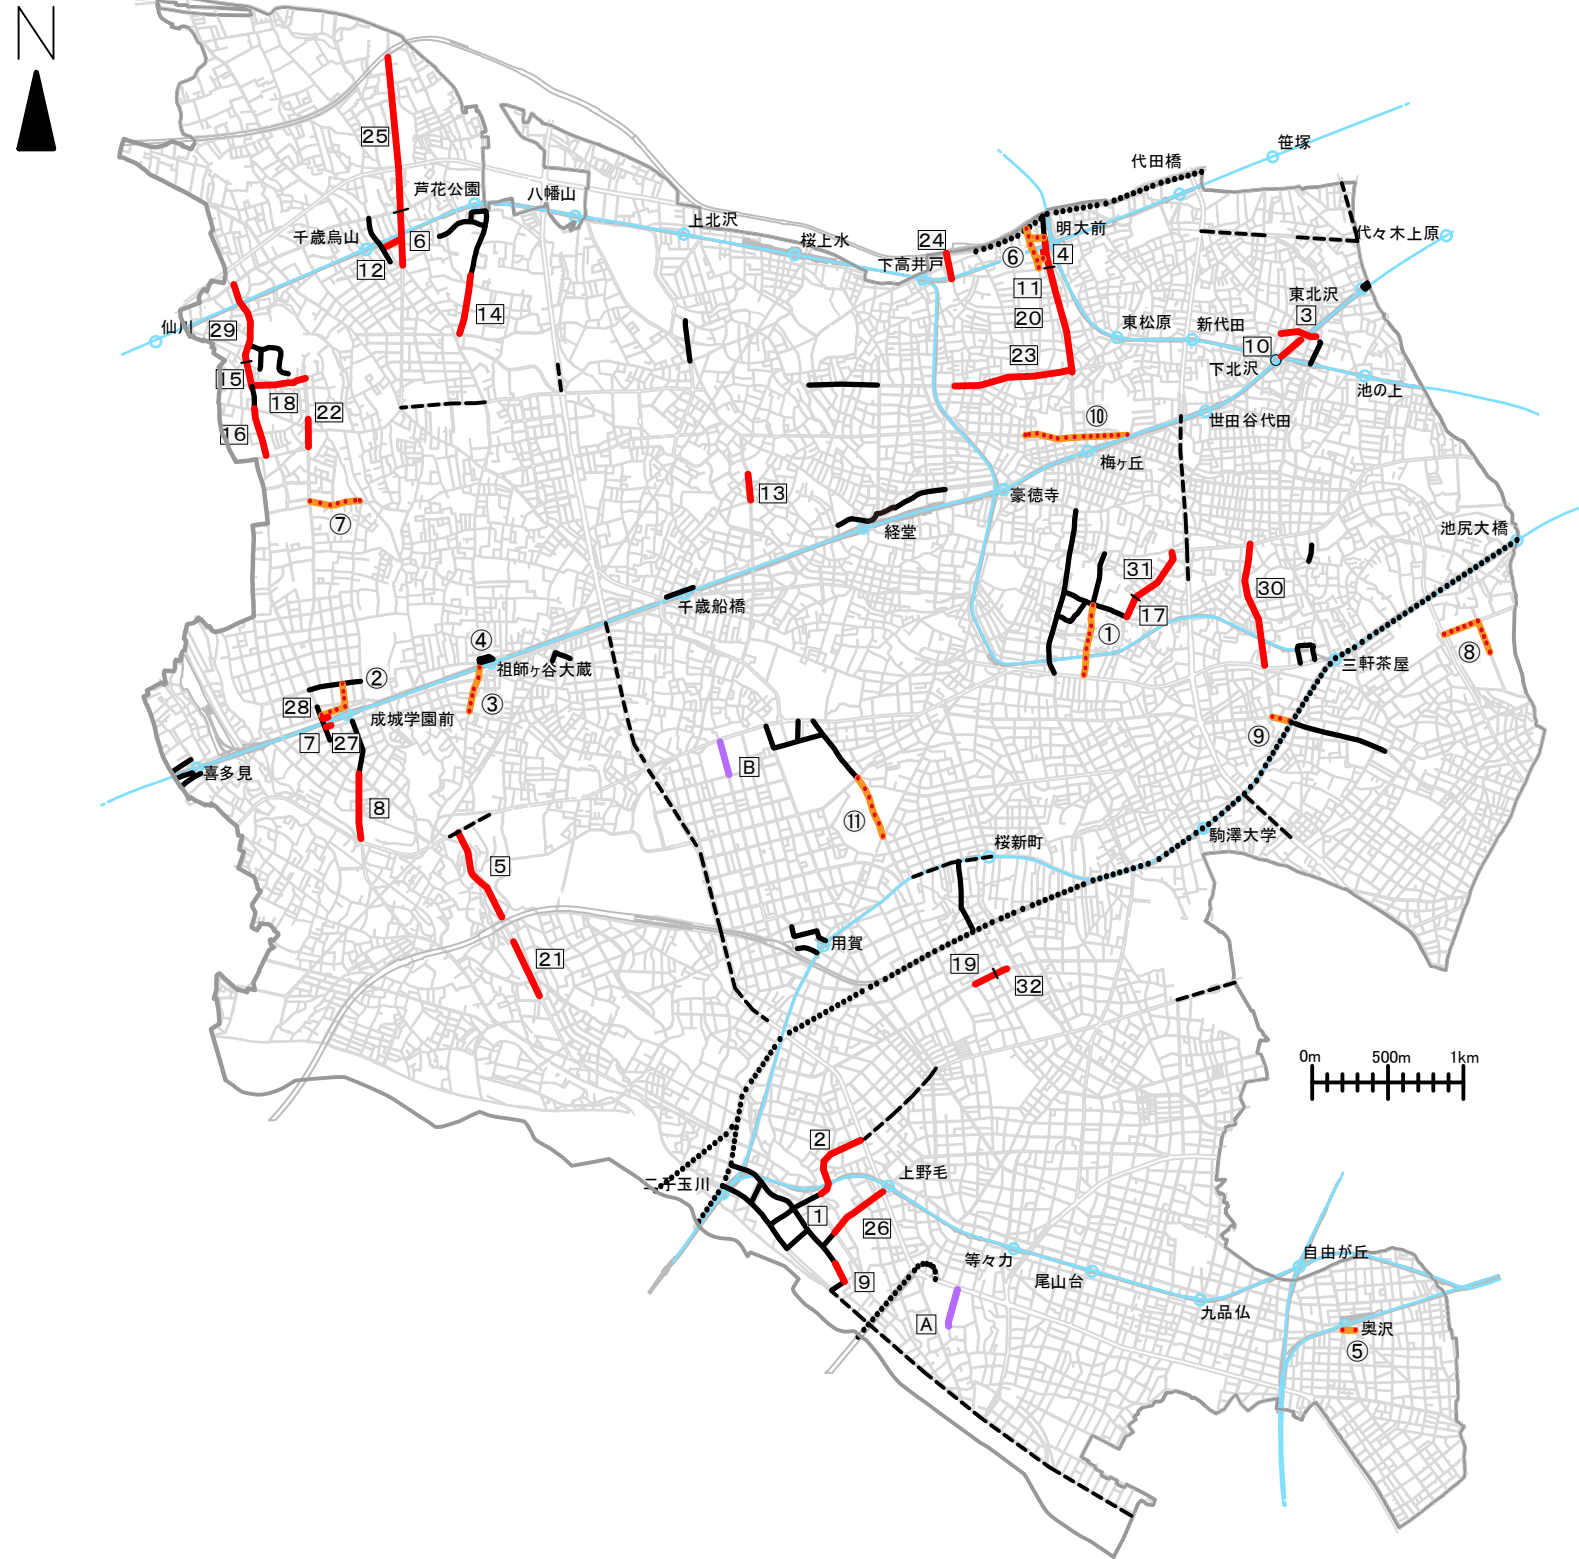 N
笹塚
代田橋
25
芦花公園
八幡山
上北沢
明大前
代々木上原
千歳烏山
6
24
桜上水
⑥
4
12
下高井戸
11
東北沢
14
仙川
29
20
東松原
新代田
3
10
23
下北沢
15
18
池の上
22
⑩
16
世田谷代田
梅ヶ丘
13
豪徳寺
⑦
経堂
池尻大橋
31
30
千歳船橋
17
①
④
祖師ヶ谷大蔵
三軒茶屋
⑧
②
28
③
成城学園前
7
27
⑨
B
喜多見
8
⑪
駒澤大学
桜新町
5
用賀
21
19
32
0m
500m
1km
2
上野毛
二子玉川
1
26
等々力
自由が丘
9
尾山台
九品仏
A
奥沢
⑤